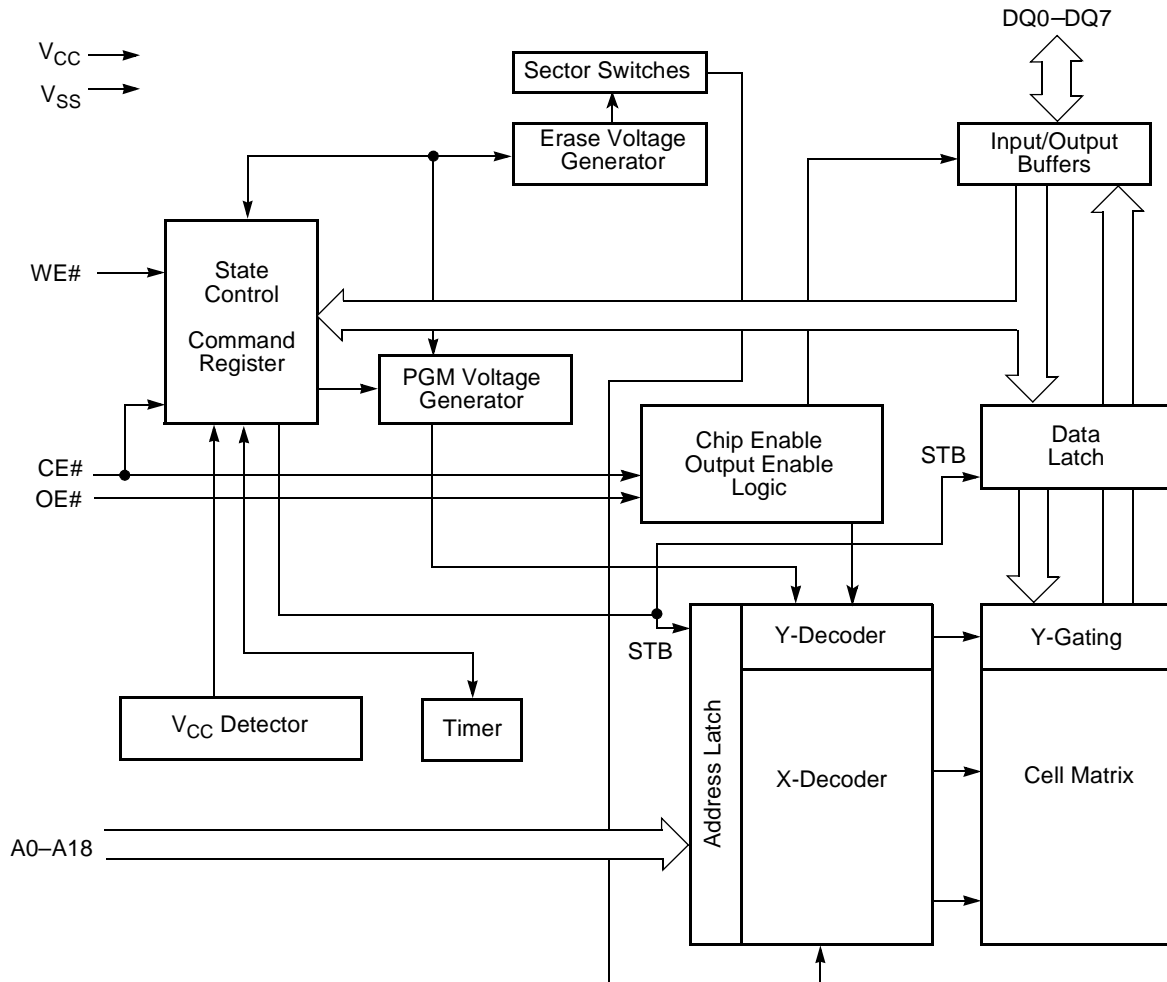 DQ0–DQ7
VCC
VSS
Sector Switches
Erase Voltage
Generator
Input/Output
Buffers
WE#
State
Control
Command
Register
PGM Voltage
Generator
Chip Enable
Output Enable
Logic
Data
Latch
STB
CE#
OE#
STB
Y-Decoder
Y-Gating
VCC Detector
Timer
Address Latch
X-Decoder
Cell Matrix
A0–A18